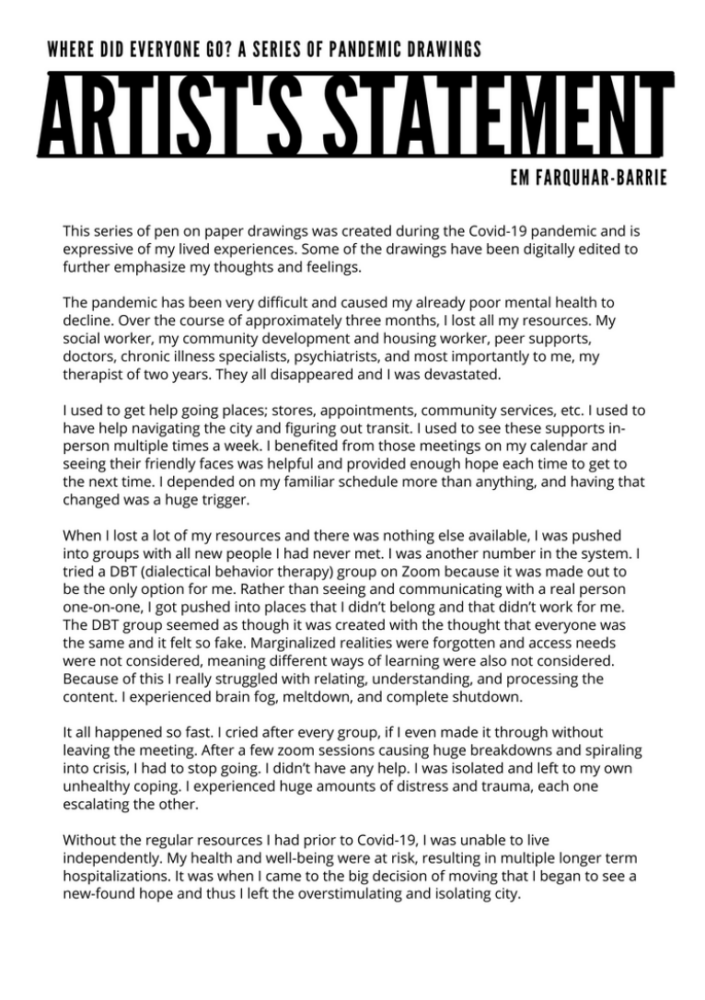 WHERE DID EVERYONE GO? A SERIES OF PANDEMIC DRAWINGS
ARTIST'S STATEMENT
EM FARQUHAR-BARRIE
This series of pen on paper drawings was created during the Covid-19 pandemic and is
expressive of my lived experiences. Some of the drawings have been digitally edited to
further emphasize my thoughts and feelings.
The pandemic has been very difficult and caused my already poor mental health to
decline. Over the course of approximately three months, I lost all my resources. My
social worker, my community development and housing worker, peer supports,
doctors, chronic illness specialists, psychiatrists, and most importantly to me, my
therapist of two years. They all disappeared and I was devastated.
I used to get help going places; stores, appointments, community services, etc. I used to
have help navigating the city and figuring out transit. I used to see these supports in-
person multiple times a week. I benefited from those meetings on my calendar and
seeing their friendly faces was helpful and provided enough hope each time to get to
the next time. I depended on my familiar schedule more than anything, and having that
changed was a huge trigger.
When I lost a lot of my resources and there was nothing else available, I was pushed
into groups with all new people I had never met. I was another number in the system. I
tried a DBT (dialectical behavior therapy) group on Zoom because it was made out to
be the only option for me. Rather than seeing and communicating with a real person
one-on-one, I got pushed into places that I didn't belong and that didn't work for me.
The DBT group seemed as though it was created with the thought that everyone was
the same and it felt so fake. Marginalized realities were forgotten and access needs
were not considered, meaning different ways of learning were also not considered.
Because of this I really struggled with relating, understanding, and processing the
content. I experienced brain fog, meltdown, and complete shutdown.
It all happened so fast. I cried after every group, if I even made it through without
leaving the meeting. After a few zoom sessions causing huge breakdowns and spiraling
into crisis, I had to stop going. I didn't have any help. I was isolated and left to my own
unhealthy coping. I experienced huge amounts of distress and trauma, each one
escalating the other.
Without the regular resources I had prior to Covid-19, I was unable to live
independently. My health and well-being were at risk, resulting in multiple longer term
hospitalizations. It was when I came to the big decision of moving that I began to see a
new-found hope and thus I left the overstimulating and isolating city.